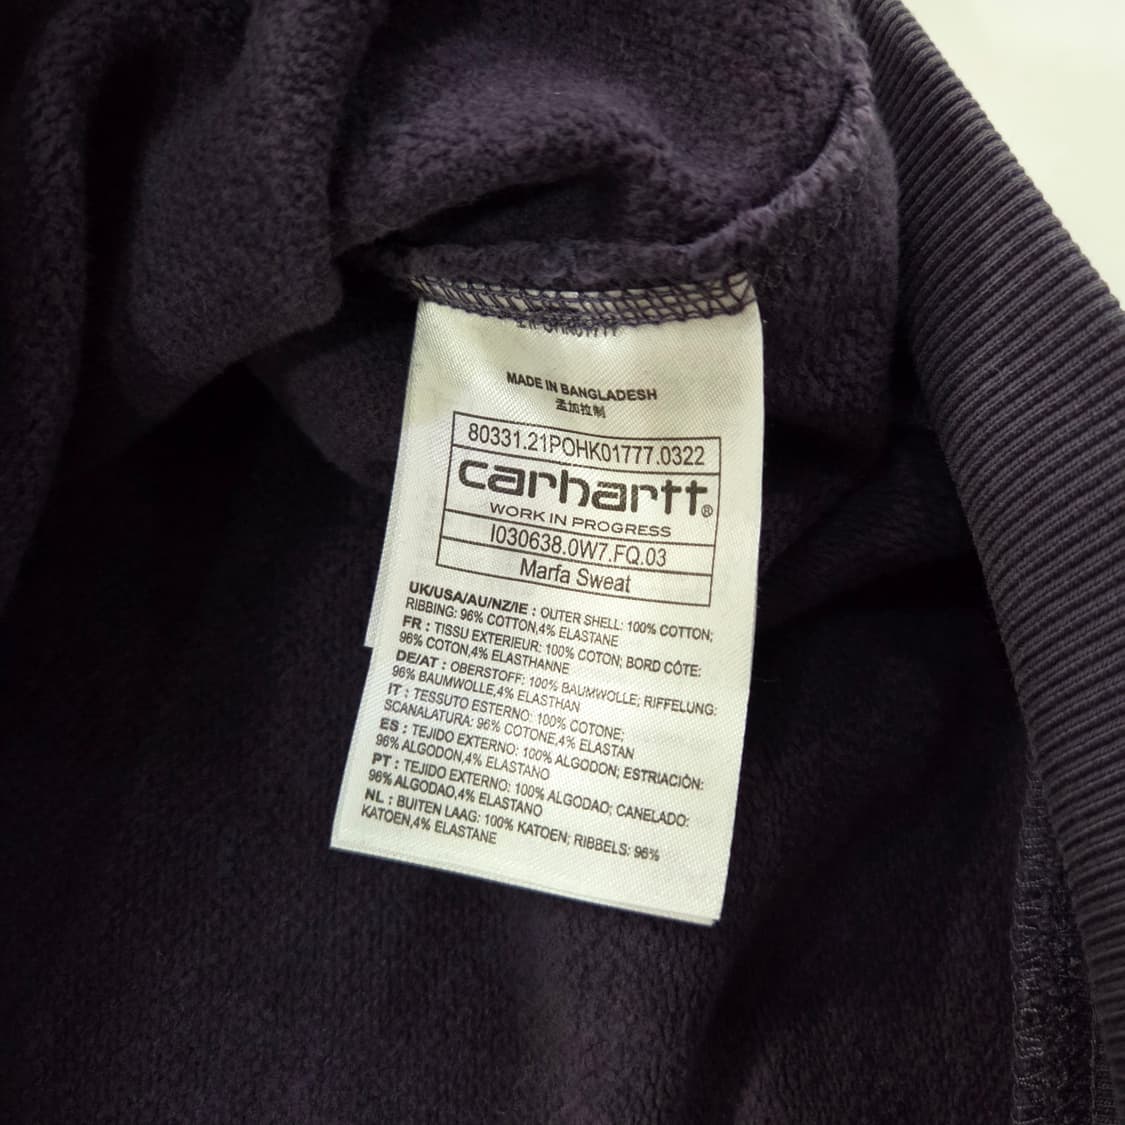 MADE IN BANGLADESH
孟加拉制
80331.21POHK01777.0322
carhartt®
WORK IN PROGRESS
I030638.0W7.FQ.03
Marfa Sweat
UK/USA/AU/NZ/IE : OUTER SHELL: 100% COTTON;
RIBBING: 96% COTTON,4% ELASTANE
FR : TISSU EXTERIEUR: 100% COTON; BORD CÔTE:
96% COTON,4% ELASTHANNE
DE/AT : OBERSTOFF: 100% BAUMWOLLE; RIFFELUNG:
96% BAUMWOLLE,4% ELASTHAN
IT : TESSUTO ESTERNO: 100% COTONE;
SCANALATURA: 96% COTONE,4% ELASTAN
ES : TEJIDO EXTERNO: 100% ALGODON; ESTRIACIÓN:
96% ALGODON,4% ELASTANO
PT : TEJIDO EXTERNO: 100% ALGODAO; CANELADO:
96% ALGODAO,4% ELASTANO
NL : BUITEN LAAG: 100% KATOEN; RIBBELS: 96%
KATOEN,4% ELASTANE